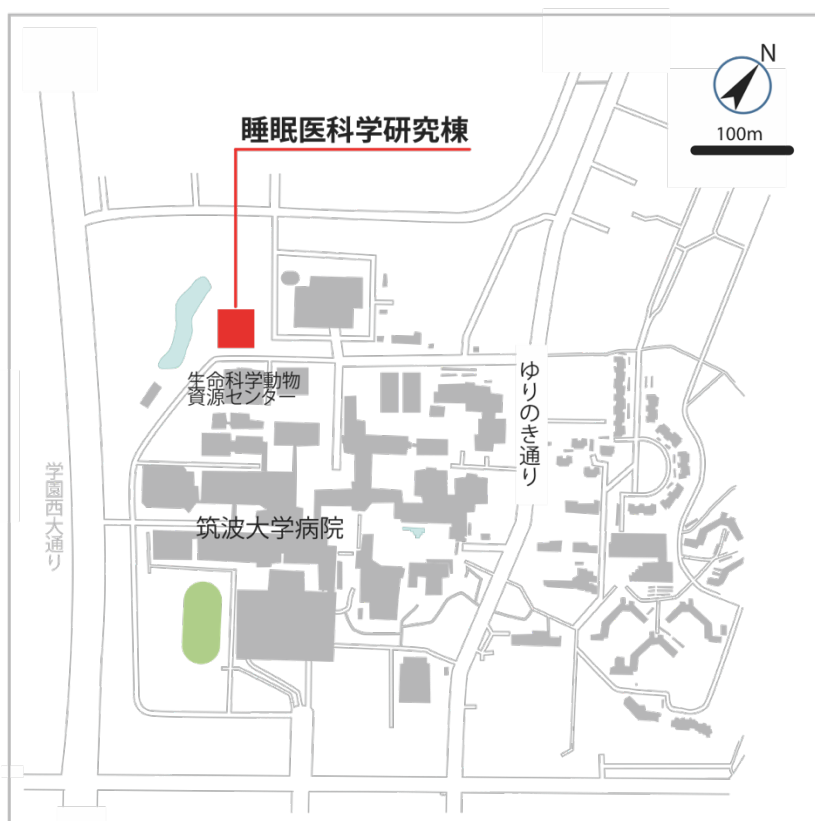 N
100m
睡眠医科学研究棟
生命科学動物
資源センター
ゆりのき通り
学園西大通り
筑波大学病院